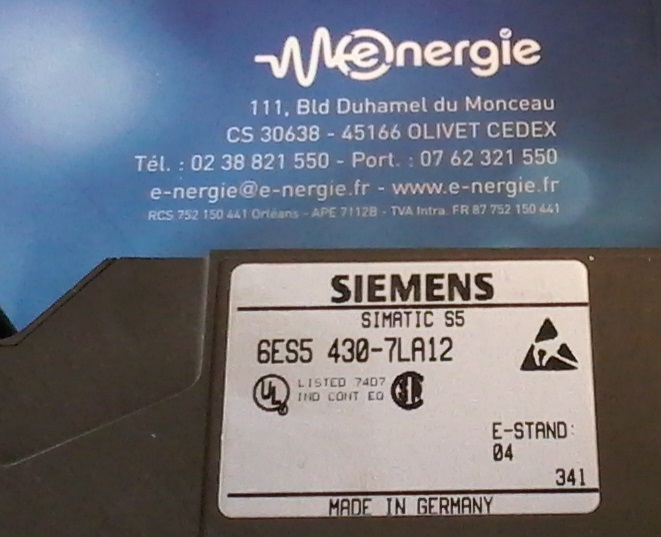 e-nergie
111, Bld Duhamel du Monceau
CS 30638 - 45166 OLIVET CEDEX
Tél. : 02 38 821 550 - Port. : 07 62 321 550
e-nergie@e-nergie.fr - www.e-nergie.fr
RCS 752 150 441 Orléans - APE 7112B - TVA Intra. FR 87 752 150 441
SIEMENS
SIMATIC S5
6ES5 430-7LA12
UL LISTED 74D7 SA
IND CONT EQ
E-STAND:
04
341
MADE IN GERMANY